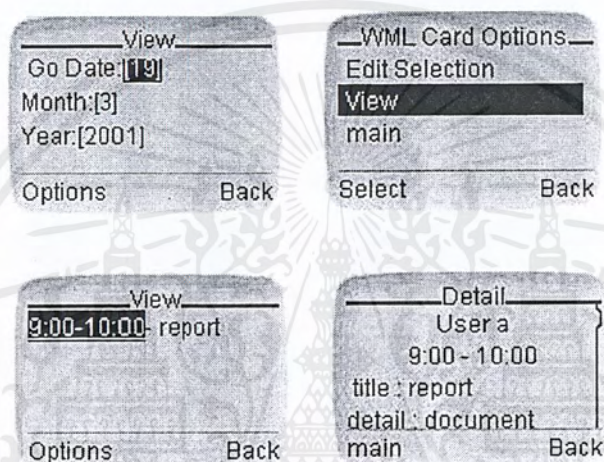 View
Go Date:[19]
Month:[3]
Year:[2001]
Options Back
WML Card Options
Edit Selection
View
main
Select Back
View
9:00-10:00- report
Options Back
Detail
User a
9:00 - 10:00
title : report
detail : document
main Back